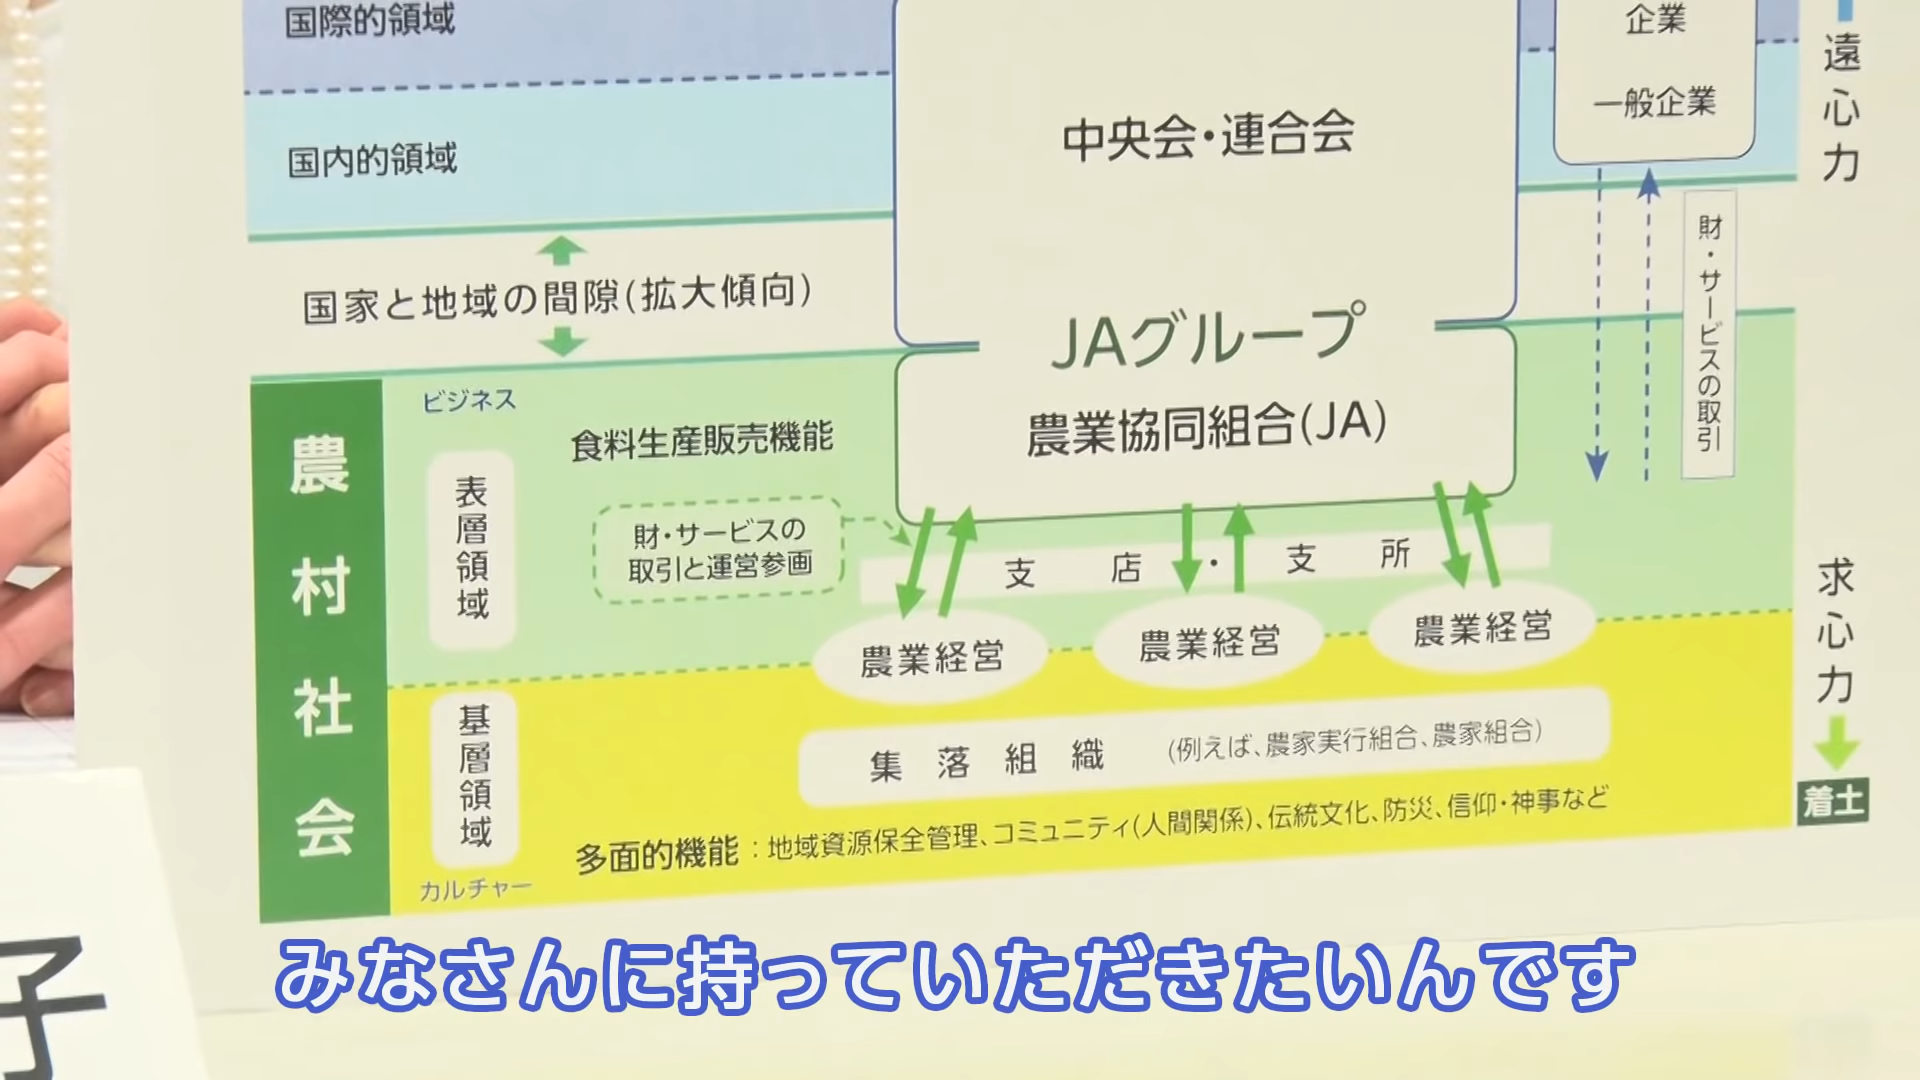 国際的領域
国内的領域
国家と地域の間隙(拡大傾向)
中央会・連合会
JAグループ
農業協同組合(JA)
企業
一般企業
財・サービスの取引
遠心力
求心力
着土
農村社会
ビジネス
表層領域
食料生産販売機能
財・サービスの
取引と運営参画
支店・支所
農業経営
農業経営
農業経営
基層領域
カルチャー
集落組織 (例えば、農家実行組合、農家組合)
多面的機能：地域資源保全管理、コミュニティ(人間関係)、伝統文化、防災、信仰・神事など
子
みなさんに持っていただきたいんです